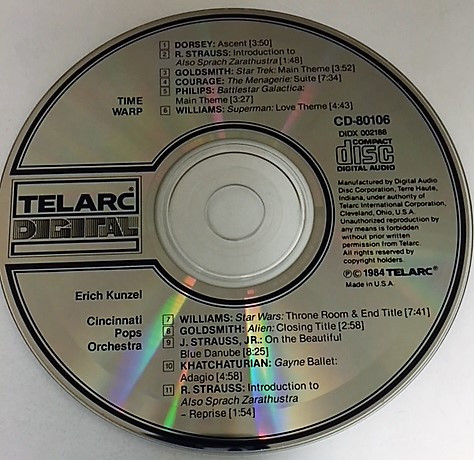 1 DORSEY: Ascent [3:50]
2 R. STRAUSS: Introduction to
Also Sprach Zarathustra [1:48]
3 GOLDSMITH: Star Trek: Main Theme [3:52]
4 COURAGE: The Menagerie: Suite [7:34]
5 PHILIPS: Battlestar Galactica:
Main Theme [3:27]
6 WILLIAMS: Superman: Love Theme [4:43]
TIME
WARP
CD-80106
DIDX 002186
COMPACT
disc
DIGITAL AUDIO
Manufactured by Digital Audio
Disc Corporation, Terre Haute,
Indiana, under authority of
Telarc International Corporation,
Cleveland, Ohio, U.S.A.
Unauthorized reproduction by
any means is forbidden
without prior written
permission from Telarc.
All rights reserved by
copyright holders.
℗ © 1984 TELARC®
Made in U.S.A.
TELARC®
DIGITAL
Erich Kunzel
Cincinnati
Pops
Orchestra
7 WILLIAMS: Star Wars: Throne Room & End Title [7:41]
8 GOLDSMITH: Alien: Closing Title [2:58]
9 J. STRAUSS, JR.: On the Beautiful
Blue Danube [8:25]
10 KHATCHATURIAN: Gayne Ballet:
Adagio [4:58]
11 R. STRAUSS: Introduction to
Also Sprach Zarathustra
– Reprise [1:54]